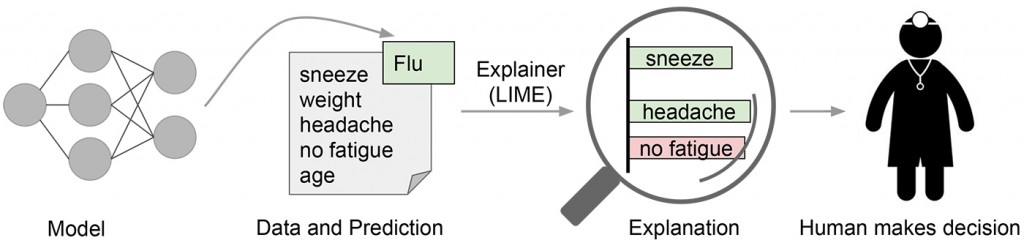 Flu
sneeze
weight
headache
no fatigue
age
Explainer
(LIME)
sneeze
headache
no fatigue
Model
Data and Prediction
Explanation
Human makes decision